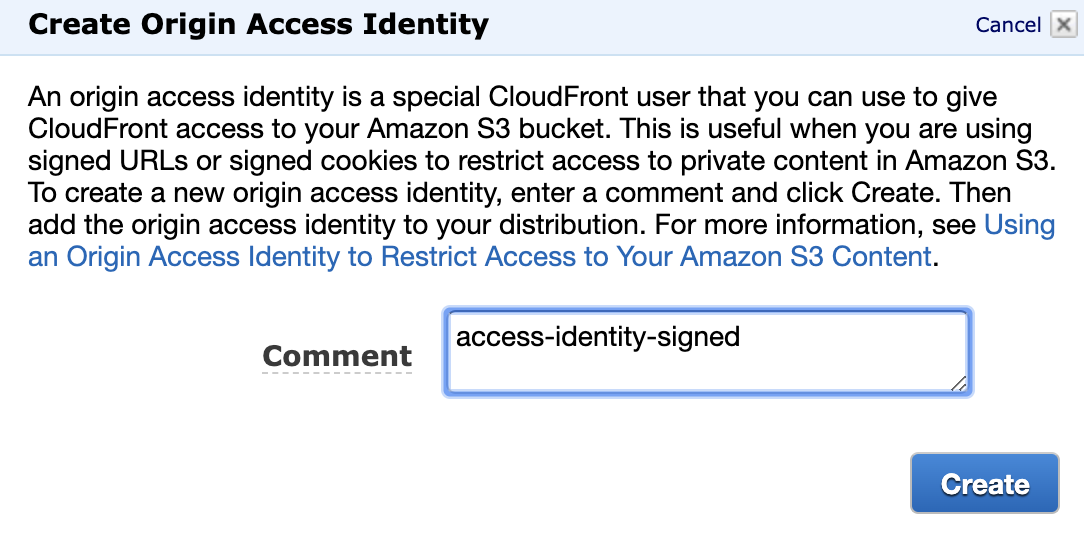 Create Origin Access Identity
Cancel
An origin access identity is a special CloudFront user that you can use to give
CloudFront access to your Amazon S3 bucket. This is useful when you are using
signed URLs or signed cookies to restrict access to private content in Amazon S3.
To create a new origin access identity, enter a comment and click Create. Then
add the origin access identity to your distribution. For more information, see Using
an Origin Access Identity to Restrict Access to Your Amazon S3 Content.
Comment
access-identity-signed
Create